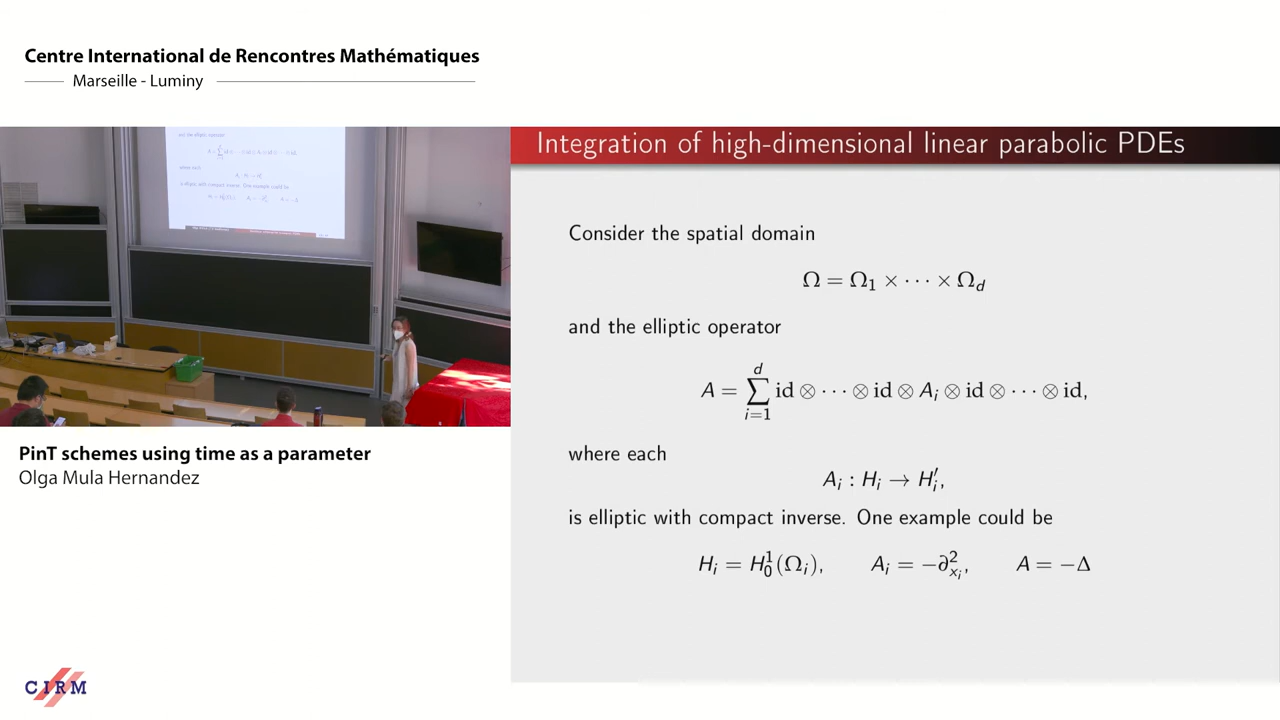 Centre International de Rencontres Mathématiques
Marseille - Luminy
PinT schemes using time as a parameter
Olga Mula Hernandez
CIRM
Integration of high-dimensional linear parabolic PDEs
Consider the spatial domain
Ω = Ω₁ × ⋯ × Ω_d
and the elliptic operator
A = ∑_{i=1}^{d} id ⊗ ⋯ ⊗ id ⊗ A_i ⊗ id ⊗ ⋯ ⊗ id,
where each
A_i : H_i → H_i′,
is elliptic with compact inverse. One example could be
H_i = H_0^1(Ω_i), A_i = −∂²_{x_i}, A = −Δ